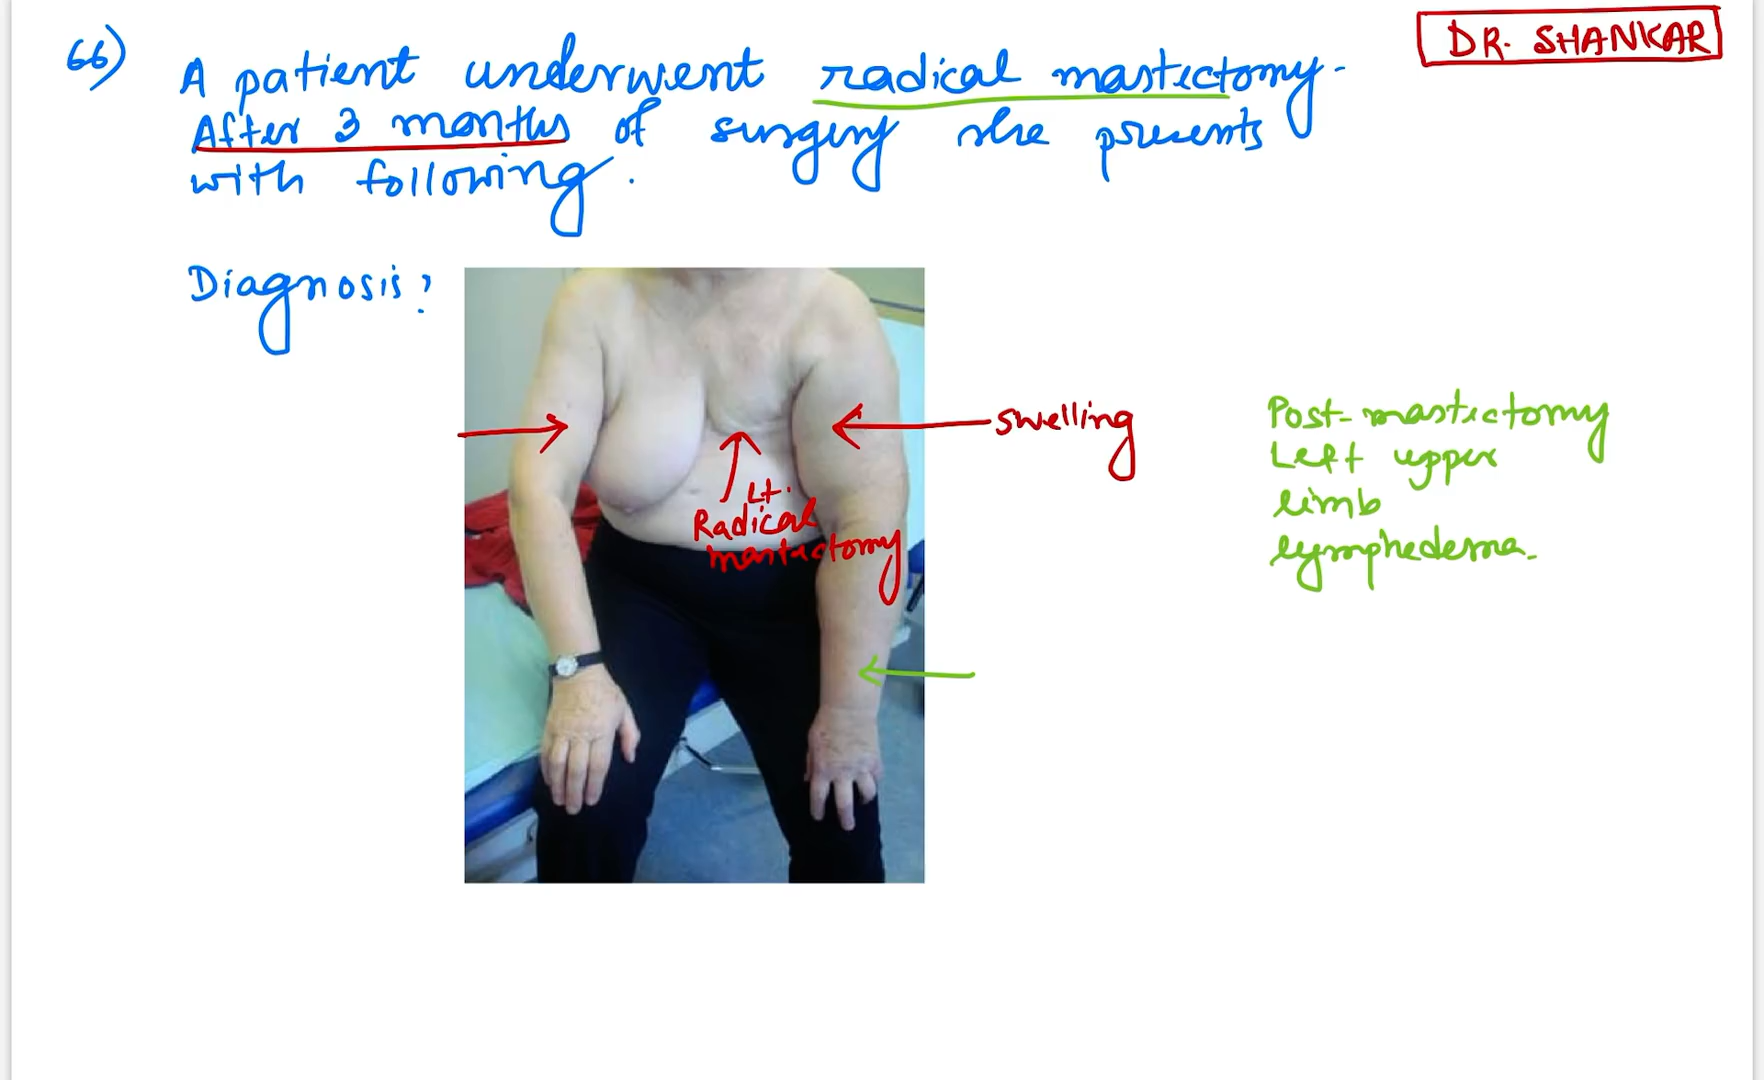 DR. SHANKAR
66) A patient underwent radical mastectomy.
After 3 months of surgery she presents
with following.
Diagnosis?
swelling
Lt.
Radical
mastectomy
Post-mastectomy
Left upper
limb
lymphedema.